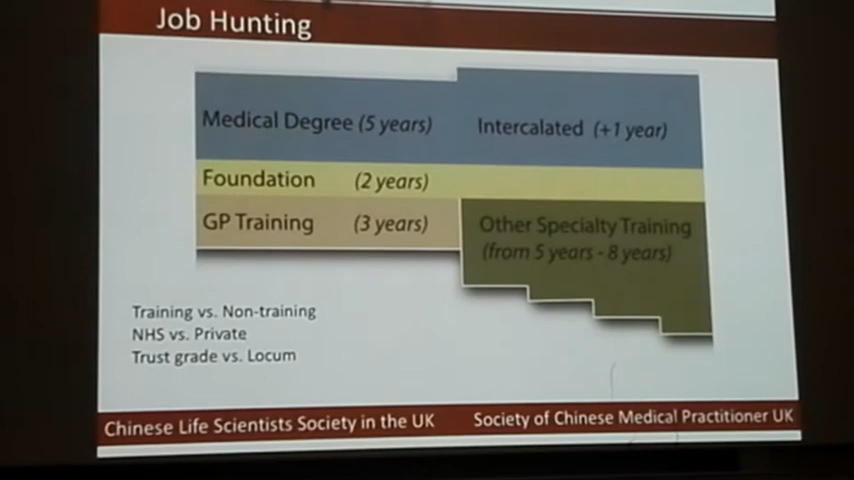 Job Hunting
Medical Degree (5 years)
Intercalated (+1 year)
Foundation (2 years)
GP Training (3 years)
Other Specialty Training
(from 5 years - 8 years)
Training vs. Non-training
NHS vs. Private
Trust grade vs. Locum
Chinese Life Scientists Society in the UK
Society of Chinese Medical Practitioner UK